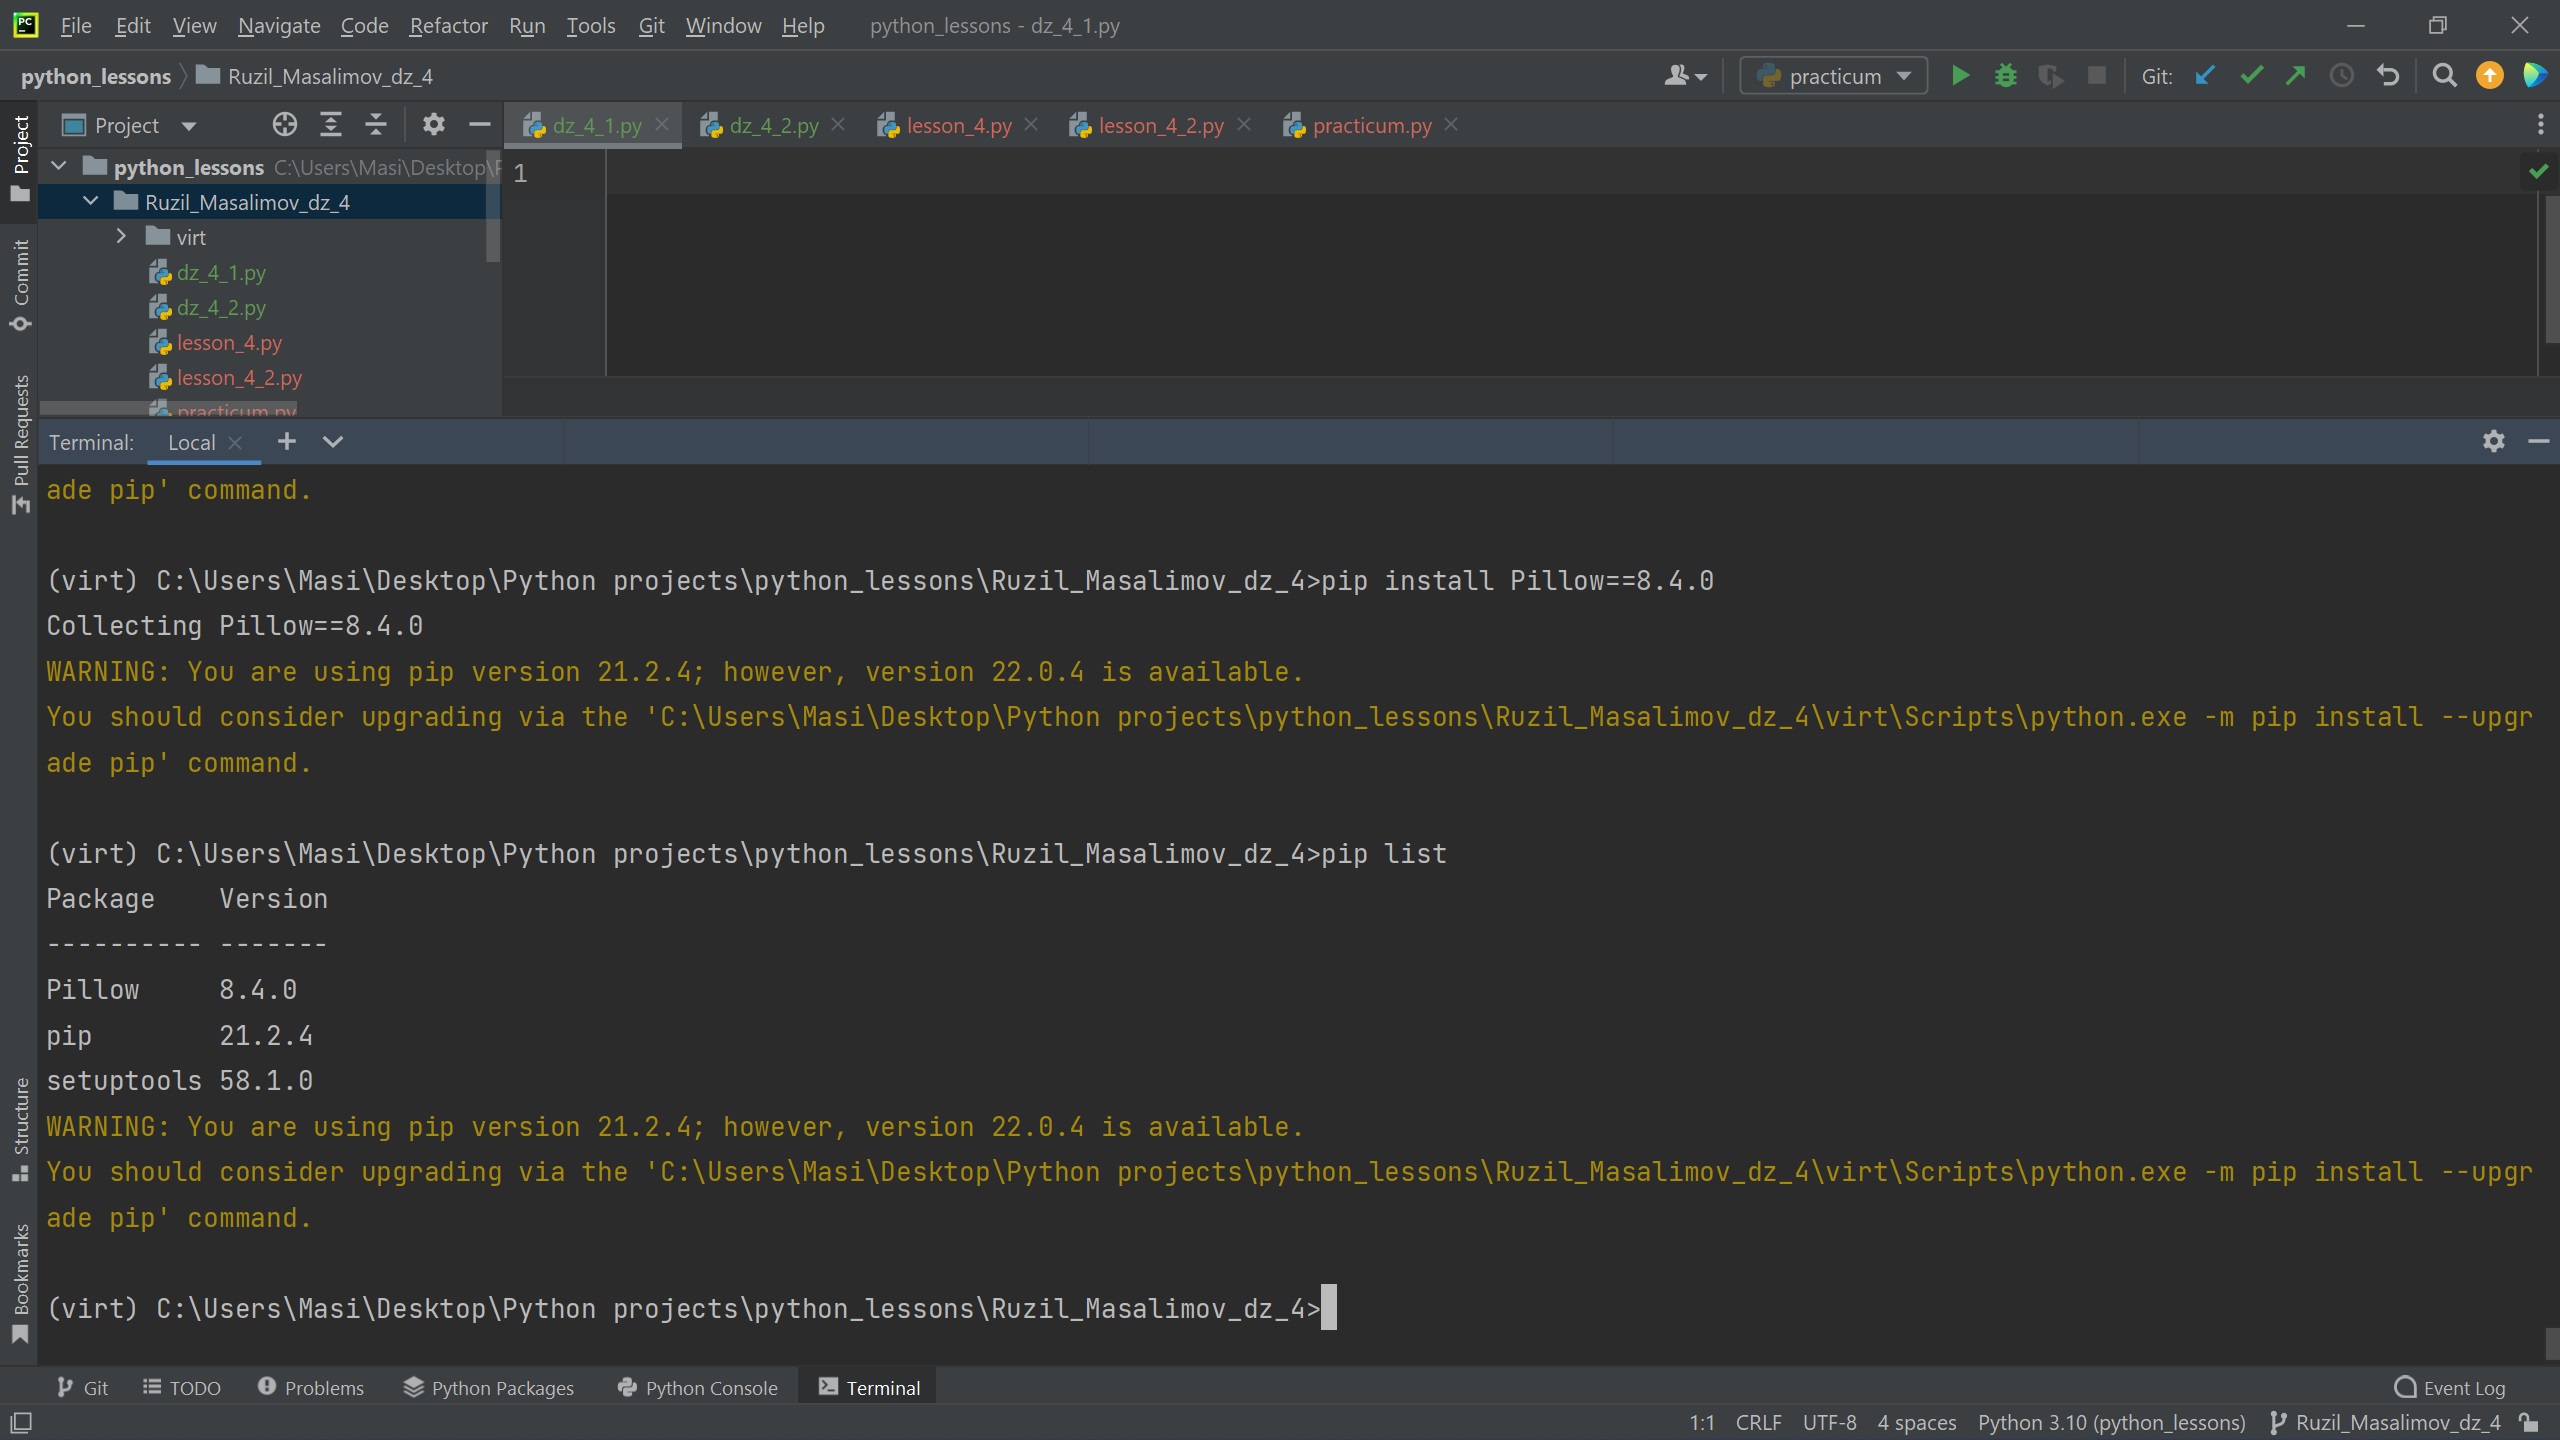 PC File Edit View Navigate Code Refactor Run Tools Git Window Help python_lessons - dz_4_1.py
python_lessons Ruzil_Masalimov_dz_4 practicum Git:
Project dz_4_1.py dz_4_2.py lesson_4.py lesson_4_2.py practicum.py
python_lessons C:\Users\Masi\Desktop\P
1
Ruzil_Masalimov_dz_4
virt
dz_4_1.py
dz_4_2.py
lesson_4.py
lesson_4_2.py
practicum.py
Project
Commit
Pull Requests
Structure
Bookmarks
Terminal: Local
ade pip' command.
(virt) C:\Users\Masi\Desktop\Python projects\python_lessons\Ruzil_Masalimov_dz_4>pip install Pillow==8.4.0
Collecting Pillow==8.4.0
WARNING: You are using pip version 21.2.4; however, version 22.0.4 is available.
You should consider upgrading via the 'C:\Users\Masi\Desktop\Python projects\python_lessons\Ruzil_Masalimov_dz_4\virt\Scripts\python.exe -m pip install --upgr
ade pip' command.
(virt) C:\Users\Masi\Desktop\Python projects\python_lessons\Ruzil_Masalimov_dz_4>pip list
Package    Version
---------- -------
Pillow     8.4.0
pip        21.2.4
setuptools 58.1.0
WARNING: You are using pip version 21.2.4; however, version 22.0.4 is available.
You should consider upgrading via the 'C:\Users\Masi\Desktop\Python projects\python_lessons\Ruzil_Masalimov_dz_4\virt\Scripts\python.exe -m pip install --upgr
ade pip' command.
(virt) C:\Users\Masi\Desktop\Python projects\python_lessons\Ruzil_Masalimov_dz_4>
Git TODO Problems Python Packages Python Console Terminal Event Log
1:1 CRLF UTF-8 4 spaces Python 3.10 (python_lessons) Ruzil_Masalimov_dz_4